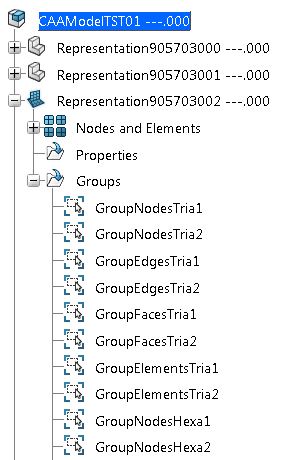 CAAModelTST01 ---.000
Representation905703000 ---.000
Representation905703001 ---.000
Representation905703002 ---.000
Nodes and Elements
Properties
Groups
GroupNodesTria1
GroupNodesTria2
GroupEdgesTria1
GroupEdgesTria2
GroupFacesTria1
GroupFacesTria2
GroupElementsTria1
GroupElementsTria2
GroupNodesHexa1
GroupNodesHexa2